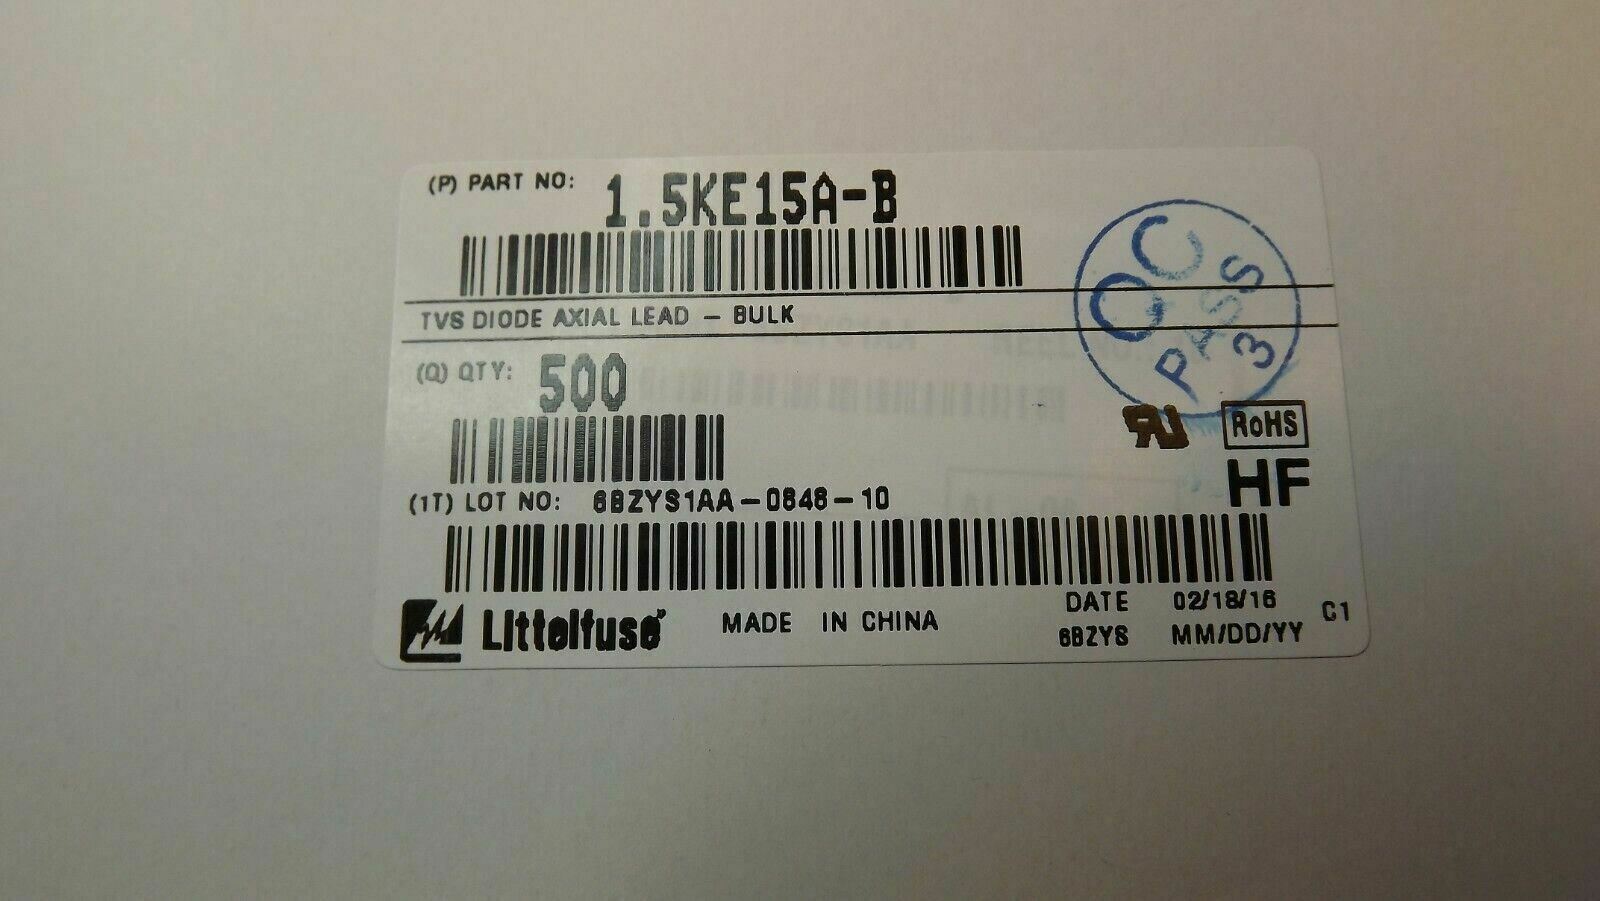 (P) PART NO: 1.5KE15A-B
TVS DIODE AXIAL LEAD - BULK
QC
PASS
3
(Q) QTY: 500
RU
RoHS
HF
(1T) LOT NO: 6BZYS1AA-0848-10
Littelfuse MADE IN CHINA
DATE 02/18/16
6BZYS MM/DD/YY C1